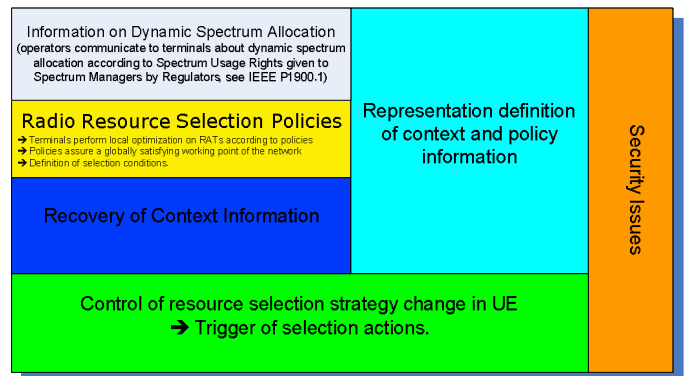 Information on Dynamic Spectrum Allocation
(operators communicate to terminals about dynamic spectrum
allocation according to Spectrum Usage Rights given to
Spectrum Managers by Regulators, see IEEE P1900.1)
Radio Resource Selection Policies
➔ Terminals perform local optimization on RATs according to policies
➔ Policies assure a globally satisfying working point of the network
➔ Definition of selection conditions.
Recovery of Context Information
Representation definition
of context and policy
information
Security Issues
Control of resource selection strategy change in UE
➔ Trigger of selection actions.